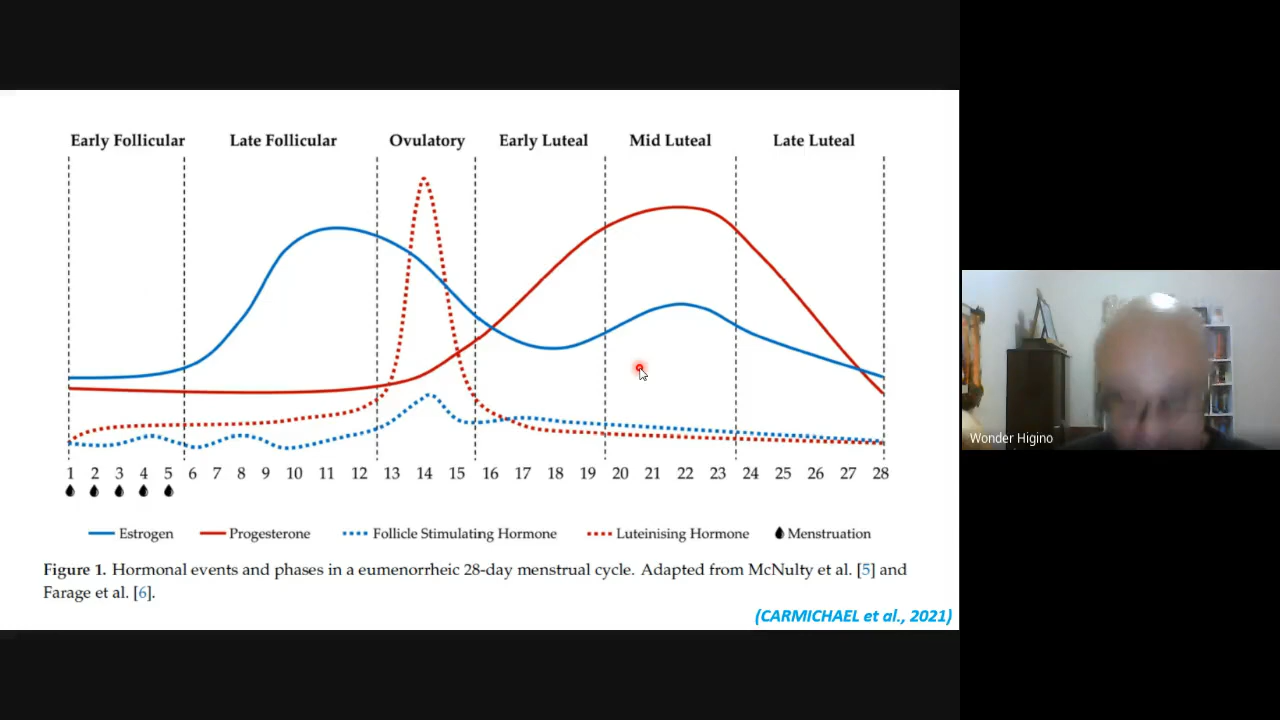 Early Follicular Late Follicular Ovulatory Early Luteal Mid Luteal Late Luteal
1 2 3 4 5 6 7 8 9 10 11 12 13 14 15 16 17 18 19 20 21 22 23 24 25 26 27 28
Estrogen Progesterone Follicle Stimulating Hormone Luteinising Hormone Menstruation
Figure 1. Hormonal events and phases in a eumenorrheic 28-day menstrual cycle. Adapted from McNulty et al. [5] and
Farage et al. [6].
(CARMICHAEL et al., 2021)
Wonder Higino